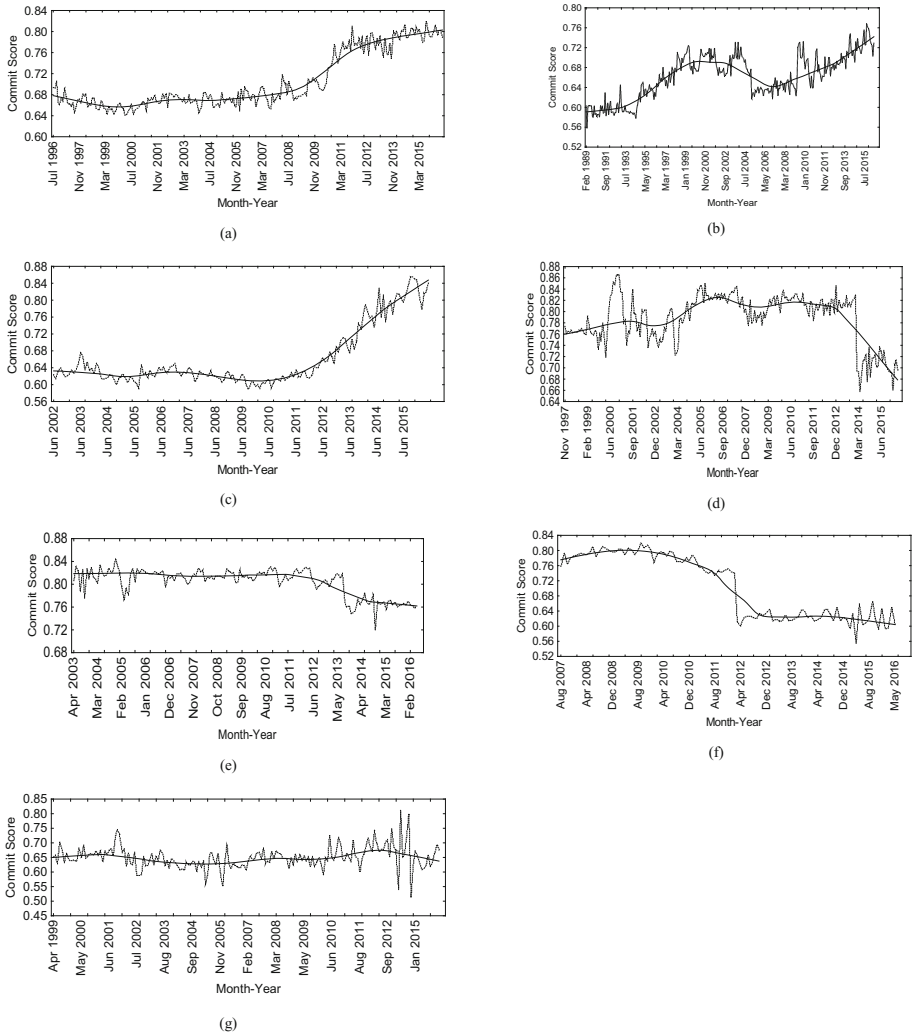 0.84
0.80
0.76
0.72
0.68
0.64
0.60
Commit Score
Jul 1996
Nov 1997
Mar 1999
Jul 2000
Nov 2001
Mar 2003
Jul 2004
Nov 2005
Mar 2007
Jul 2008
Nov 2009
Mar 2011
Jul 2012
Nov 2013
Mar 2015
Month-Year
(a)
0.80
0.76
0.72
0.68
0.64
0.60
0.56
0.52
Commit Score
Feb 1989
Sep 1991
Jul 1993
May 1995
Mar 1997
Jan 1999
Nov 2000
Sep 2002
Jul 2004
May 2006
Mar 2008
Jan 2010
Nov 2011
Sep 2013
Jul 2015
Month-Year
(b)
0.88
0.84
0.80
0.76
0.72
0.68
0.64
0.60
0.56
Commit Score
Jun 2002
Jun 2003
Jun 2004
Jun 2005
Jun 2006
Jun 2007
Jun 2008
Jun 2009
Jun 2010
Jun 2011
Jun 2012
Jun 2013
Jun 2014
Jun 2015
Month-Year
(c)
0.88
0.86
0.84
0.82
0.80
0.78
0.76
0.74
0.72
0.70
0.68
0.66
0.64
Commit Score
Nov 1997
Feb 1999
Jun 2000
Sep 2001
Dec 2002
Mar 2004
Jun 2005
Sep 2006
Dec 2007
Mar 2009
Jun 2010
Sep 2011
Dec 2012
Mar 2014
Jun 2015
Month-Year
(d)
0.88
0.84
0.80
0.76
0.72
0.68
Commit Score
Apr 2003
Mar 2004
Feb 2005
Jan 2006
Dec 2006
Nov 2007
Oct 2008
Sep 2009
Aug 2010
Jul 2011
Jun 2012
May 2013
Apr 2014
Mar 2015
Feb 2016
Month-Year
(e)
0.84
0.80
0.76
0.72
0.68
0.64
0.60
0.56
0.52
Commit Score
Aug 2007
Apr 2008
Dec 2008
Aug 2009
Apr 2010
Dec 2010
Aug 2011
Apr 2012
Dec 2012
Aug 2013
Apr 2014
Dec 2014
Aug 2015
May 2016
Month-Year
(f)
0.85
0.80
0.75
0.70
0.65
0.60
0.55
0.50
0.45
Commit Score
Apr 1999
May 2000
Jun 2001
Jul 2002
Aug 2003
Sep 2004
Nov 2005
Jan 2007
Mar 2008
Apr 2009
Jun 2010
Aug 2011
Sep 2012
Jan 2015
Month-Year
(g)